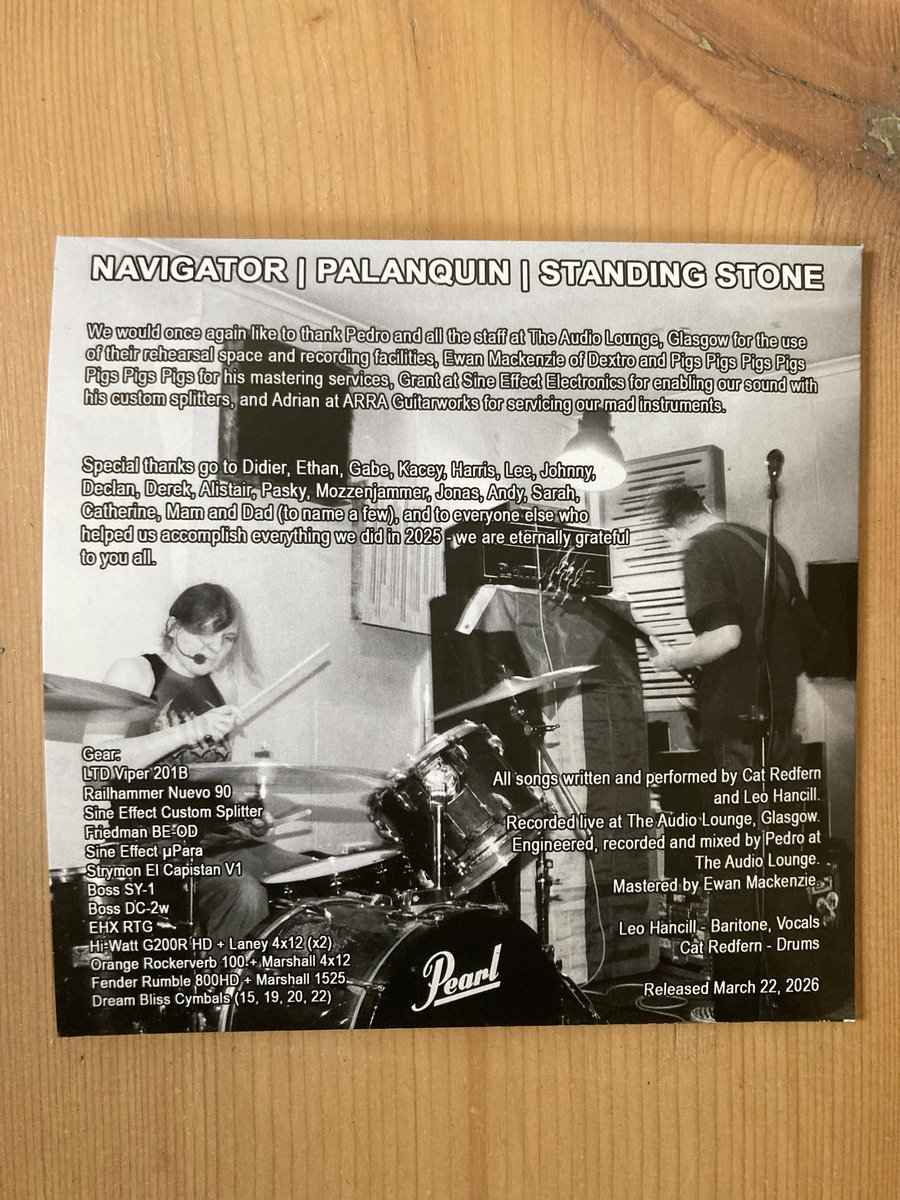 NAVIGATOR | PALANQUIN | STANDING STONE
We would once again like to thank Pedro and all the staff at The Audio Lounge, Glasgow for the use
of their rehearsal space and recording facilities, Ewan Mackenzie of Dextro and Pigs Pigs Pigs Pigs
Pigs Pigs Pigs for his mastering services, Grant at Sine Effect Electronics for enabling our sound with
his custom splitters, and Adrian at ARRA Guitarworks for servicing our mad instruments.
Special thanks go to Didier, Ethan, Gabe, Kacey, Harris, Lee, Johnny,
Declan, Derek, Alistair, Pasky, Mozzenjammer, Jonas, Andy, Sarah,
Catherine, Mam and Dad (to name a few), and to everyone else who
helped us accomplish everything we did in 2025 - we are eternally grateful
to you all.
Gear:
LTD Viper 201B
Railhammer Nuevo 90
Sine Effect Custom Splitter
Friedman BE-OD
Sine Effect µPara
Strymon El Capistan V1
Boss SY-1
Boss DC-2w
EHX RTG
Hi-Watt G200R HD + Laney 4x12 (x2)
Orange Rockerverb 100 + Marshall 4x12
Fender Rumble 800HD + Marshall 1525
Dream Bliss Cymbals (15, 19, 20, 22)
All songs written and performed by Cat Redfern
and Leo Hancill.
Recorded live at The Audio Lounge, Glasgow.
Engineered, recorded and mixed by Pedro at
The Audio Lounge.
Mastered by Ewan Mackenzie.
Leo Hancill - Baritone, Vocals
Cat Redfern - Drums
Released March 22, 2026
Pearl